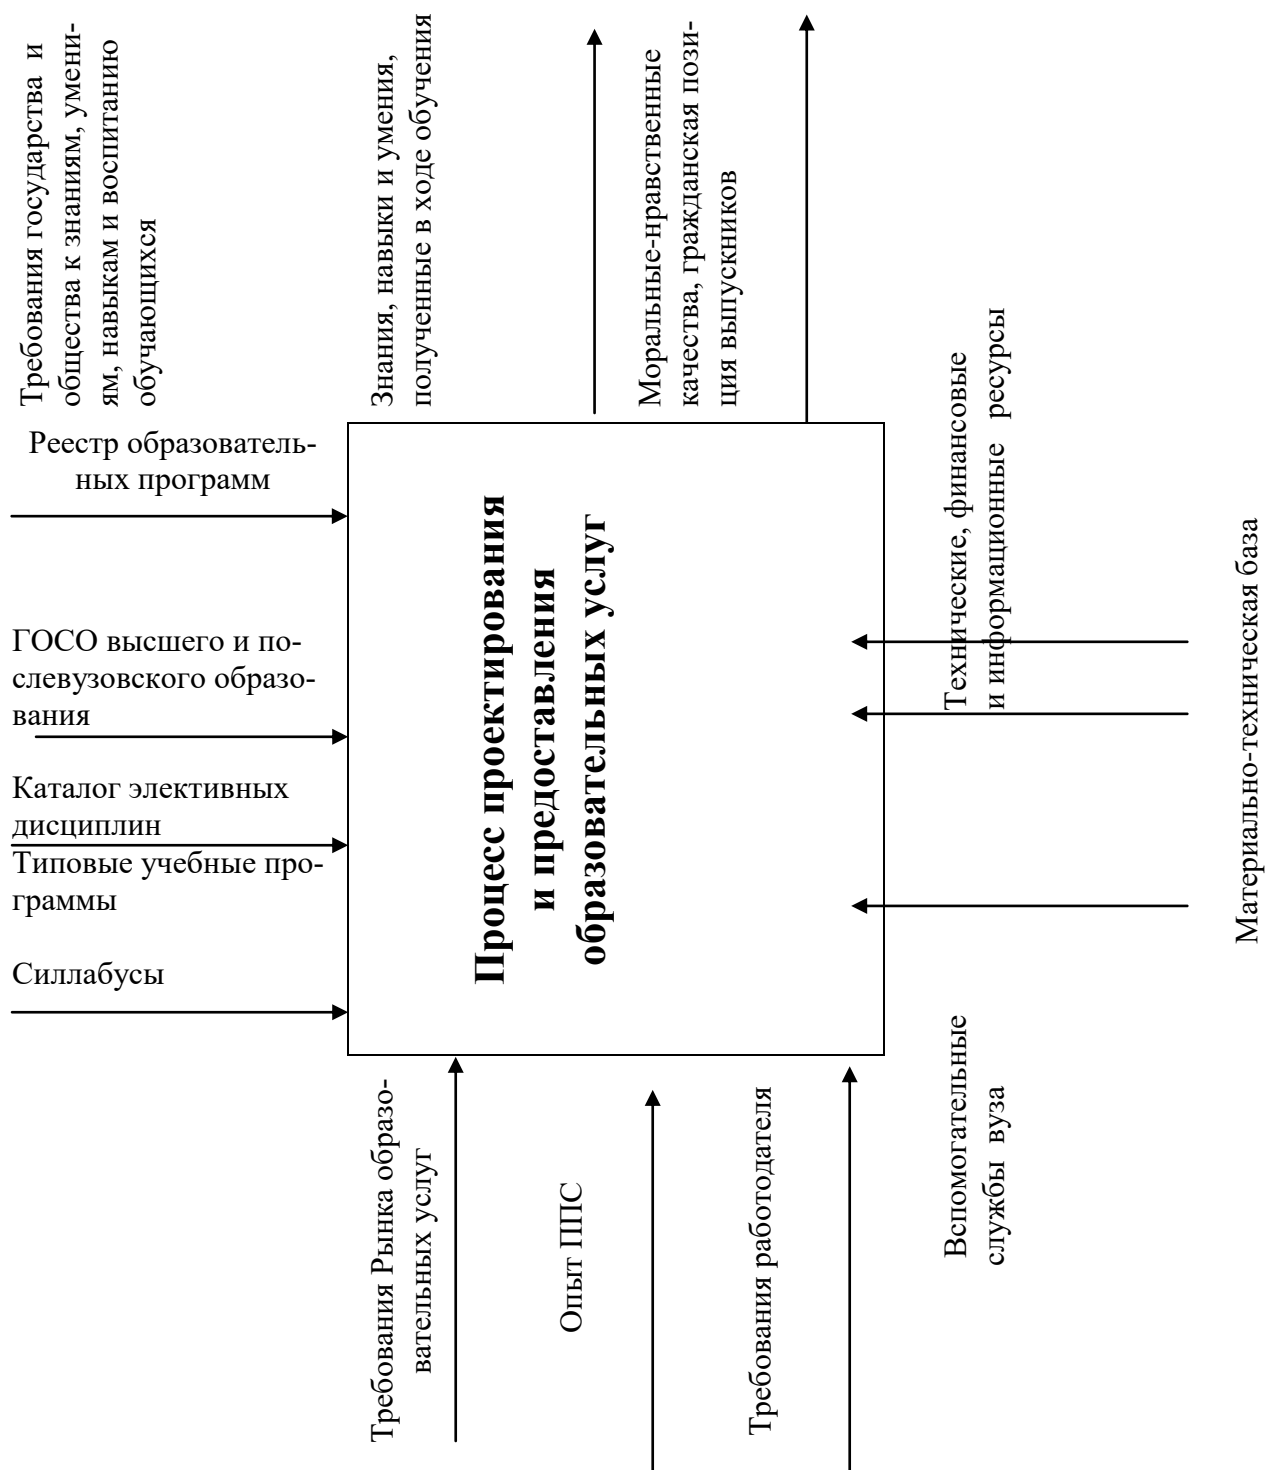 Требования государства и
общества к знаниям, умени-
ям, навыкам и воспитанию
обучающихся
Знания, навыки и умения,
полученные в ходе обучения
Моральные-нравственные
качества, гражданская пози-
ция выпускников
Реестр образователь-
ных программ
ГОСО высшего и по-
слевузовского образо-
вания
Каталог элективных
дисциплин
Типовые учебные про-
граммы
Силлабусы
Процесс проектирования
и предоставления
образовательных услуг
Технические, финансовые
и информационные ресурсы
Материально-техническая база
Требования Рынка образо-
вательных услуг
Опыт ППС
Требования работодателя
Вспомогательные
службы вуза